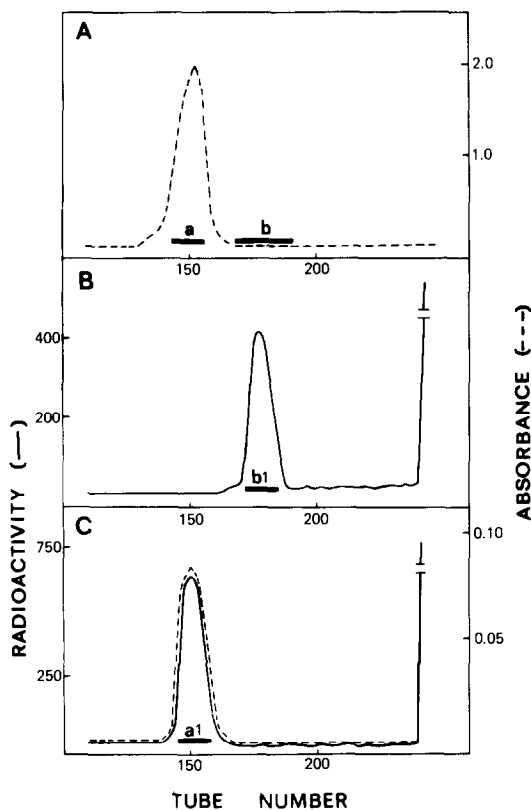 A
2.0
1.0
a
b
150
200
B
400
200
b1
150
200
C
750
250
0.10
0.05
a1
150
200
RADIOACTIVITY (—)
ABSORBANCE (---)
TUBE NUMBER